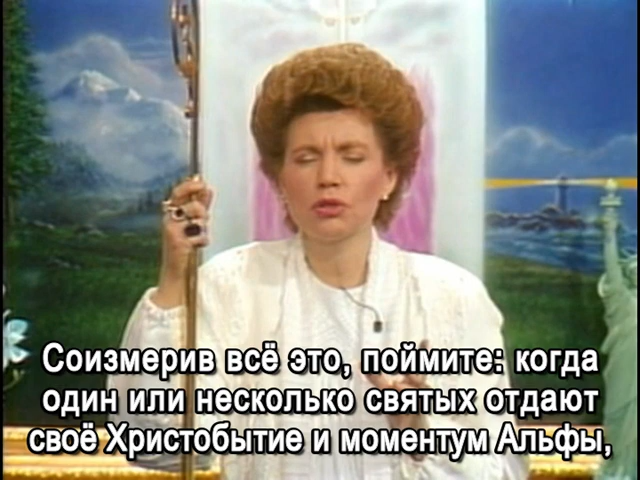 Соизмерив всё это, поймите: когда
один или несколько святых отдают
своё Христобытие и моментум Альфы,